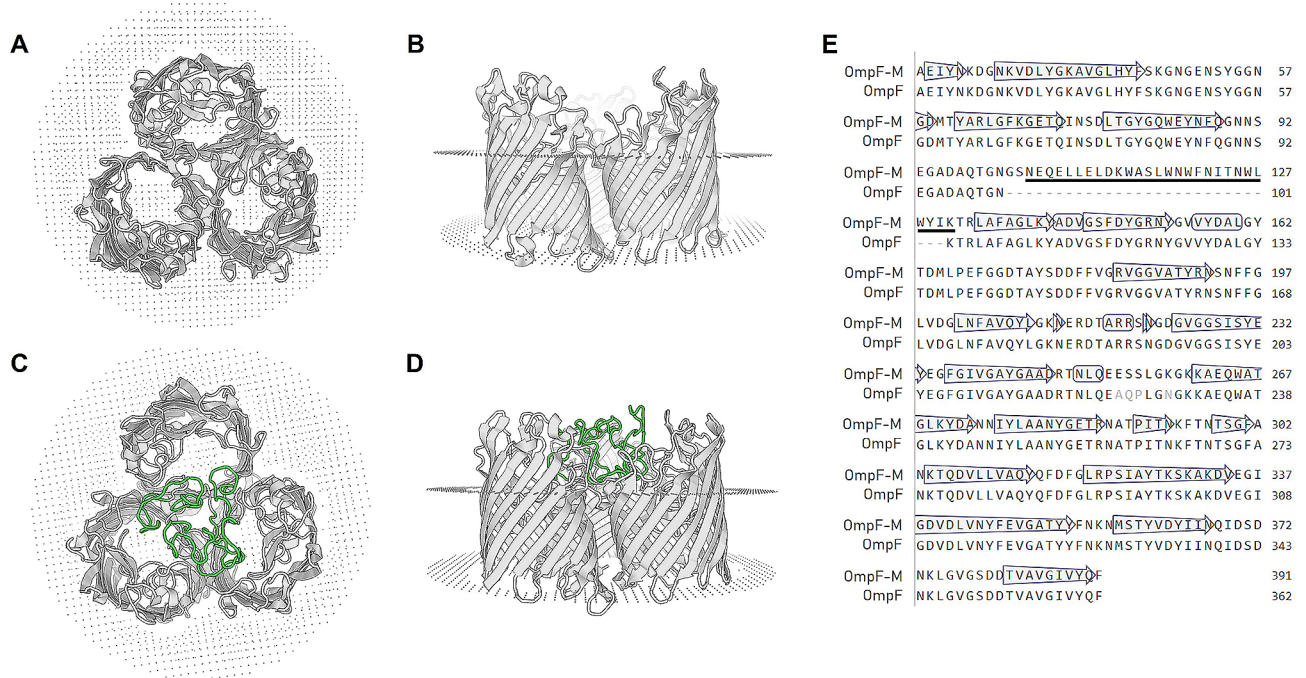 A
B
C
D
E
OmpF-M AEIYNKDGNKVDLYGKAVGLHYFSKGNGENSYGGN 57
OmpF AEIYNKDGNKVDLYGKAVGLHYFSKGNGENSYGGN 57
OmpF-M GDMTYARLGFKGETQINSDLTGYGQWEYNFQGNNS 92
OmpF GDMTYARLGFKGETQINSDLTGYGQWEYNFQGNNS 92
OmpF-M EGADAQTGNGSNEQELLELDKWASLWNWFNITNWL 127
OmpF EGADAQTGN-------------------------- 101
OmpF-M WYIKTRLAFAGLKYADVGSFDYGRNYGVVYDALGY 162
OmpF ---KTRLAFAGLKYADVGSFDYGRNYGVVYDALGY 133
OmpF-M TDMLPEFGGDTAYSDDFFVGRVGGVATYRNSNFFG 197
OmpF TDMLPEFGGDTAYSDDFFVGRVGGVATYRNSNFFG 168
OmpF-M LVDGLNFAVQYLGKNERDTARRSNGDGVGGSISYE 232
OmpF LVDGLNFAVQYLGKNERDTARRSNGDGVGGSISYE 203
OmpF-M YEGFGIVGAYGAADRTNLQEESSLGKGKKAEQWAT 267
OmpF YEGFGIVGAYGAADRTNLQEAQPLGNGKKAEQWAT 238
OmpF-M GLKYDANNIYLAANYGETRNATPITNKFTNTSGFA 302
OmpF GLKYDANNIYLAANYGETRNATPITNKFTNTSGFA 273
OmpF-M NKTQDVLLVAQYQFDFGLRPSIAYTKSKAKDVEGI 337
OmpF NKTQDVLLVAQYQFDFGLRPSIAYTKSKAKDVEGI 308
OmpF-M GDVDLVNYFEVGATYYFNKNMSTYVDYIINQIDSD 372
OmpF GDVDLVNYFEVGATYYFNKNMSTYVDYIINQIDSD 343
OmpF-M NKLGVGSDDTVAVGIVYQF 391
OmpF NKLGVGSDDTVAVGIVYQF 362